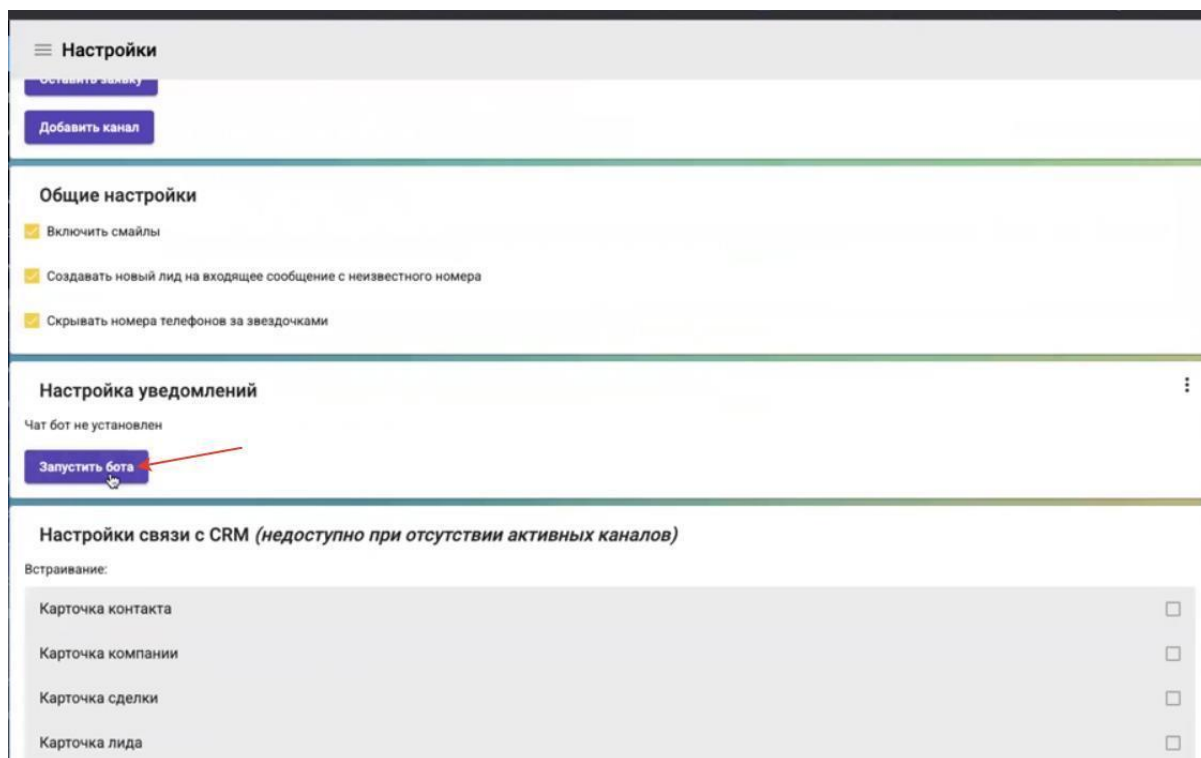 Настройки
Оставить заявку
Добавить канал
Общие настройки
Включить смайлы
Создавать новый лид на входящее сообщение с неизвестного номера
Скрывать номера телефонов за звездочками
Настройка уведомлений
Чат бот не установлен
Запустить бота
Настройки связи с CRM (недоступно при отсутствии активных каналов)
Встраивание:
Карточка контакта
Карточка компании
Карточка сделки
Карточка лида